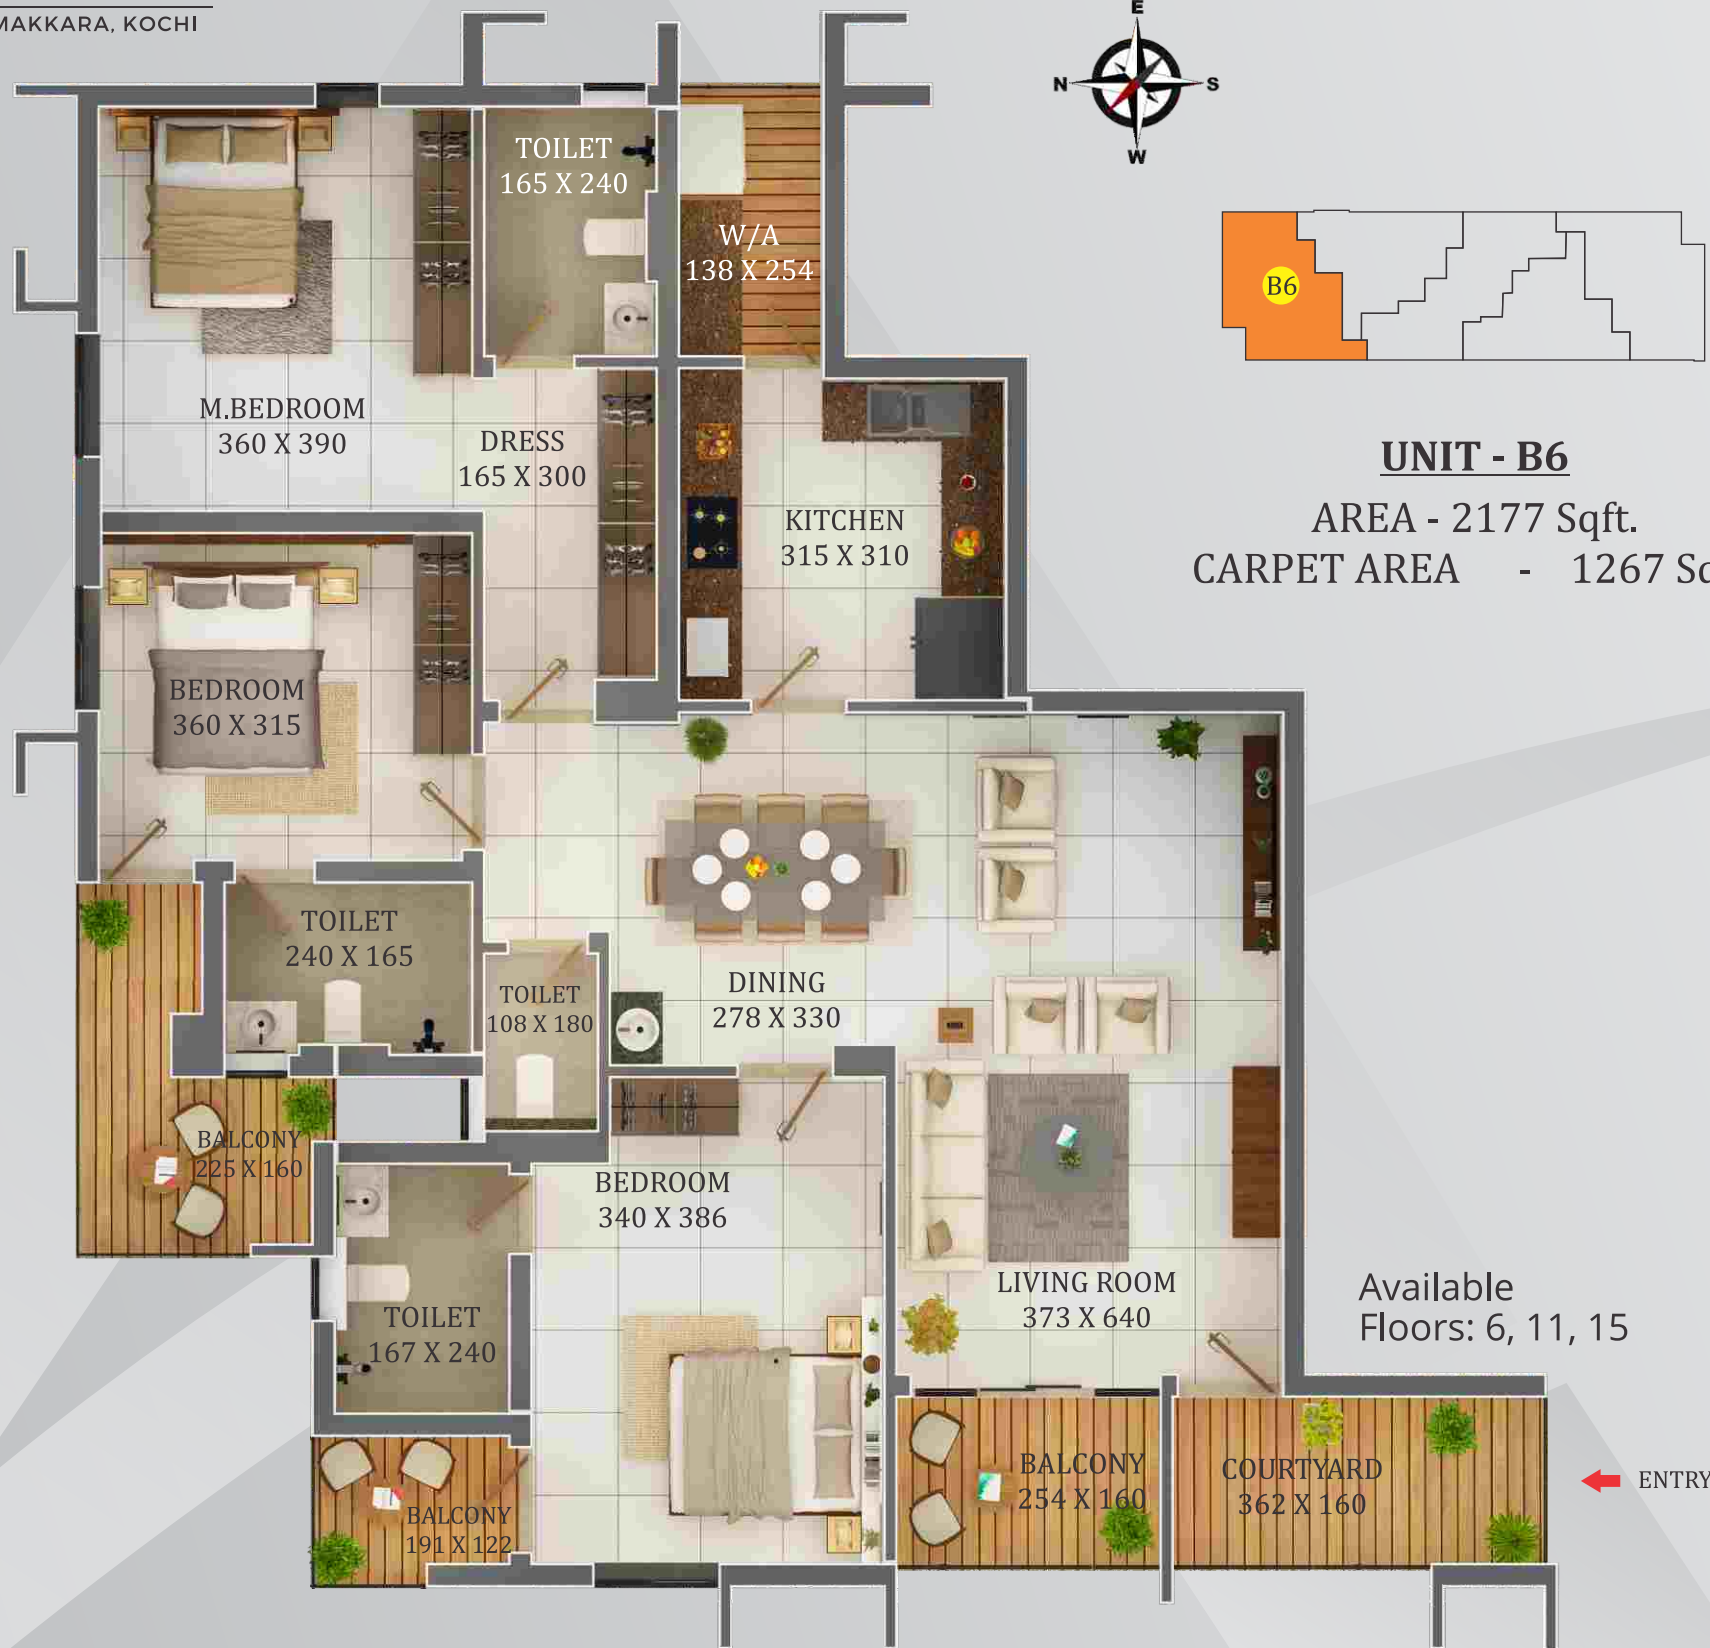 MAKKARA, KOCHI
E
N
S
W
TOILET
165 X 240
W/A
138 X 254
B6
M.BEDROOM
360 X 390
DRESS
165 X 300
KITCHEN
315 X 310
UNIT - B6
AREA - 2177 Sqft.
CARPET AREA - 1267 Sq
BEDROOM
360 X 315
TOILET
240 X 165
TOILET
108 X 180
DINING
278 X 330
BALCONY
225 X 160
BEDROOM
340 X 386
LIVING ROOM
373 X 640
Available
Floors: 6, 11, 15
TOILET
167 X 240
BALCONY
254 X 160
COURTYARD
362 X 160
ENTRY
BALCONY
191 X 122